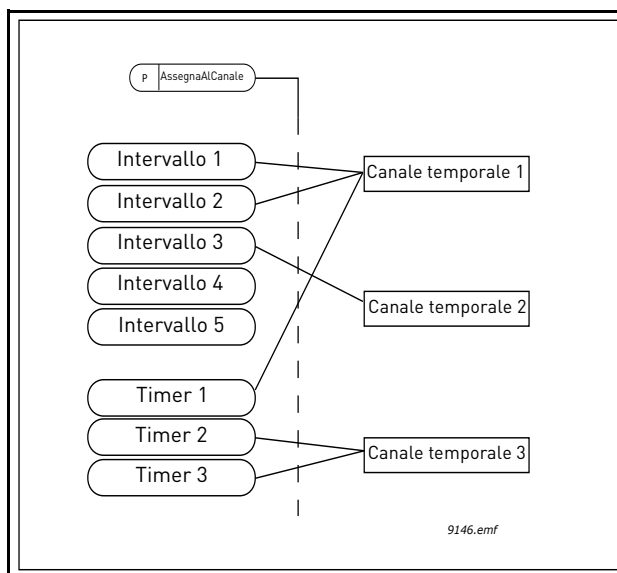 P AssegnaAlCanale
Intervallo 1
Intervallo 2
Intervallo 3
Intervallo 4
Intervallo 5
Timer 1
Timer 2
Timer 3
Canale temporale 1
Canale temporale 2
Canale temporale 3
9146.emf